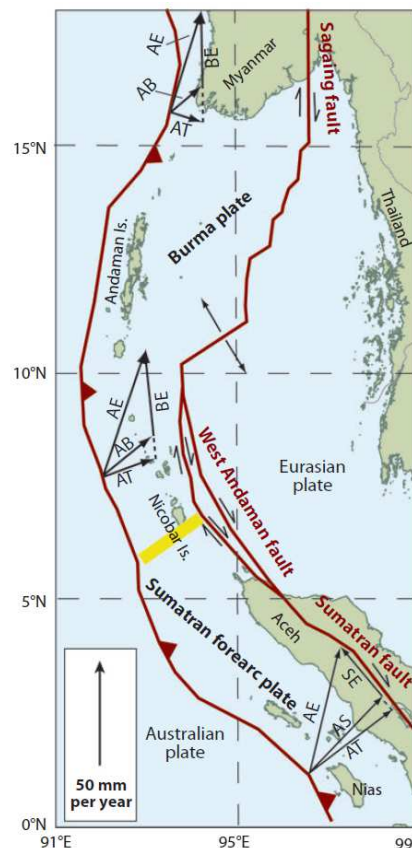 AE
BE
Myanmar
AB
AT
Sagaing fault
15°N
Thailand
Burma plate
Andaman Is.
10°N
AE
BE
AB
AT
Eurasian
plate
West Andaman fault
Nicobar Is.
5°N
Aceh
Sumatran fault
Sumatran forearc plate
SE
AE
AS
AT
Australian
plate
50 mm
per year
Nias
0°N
91°E
95°E
99